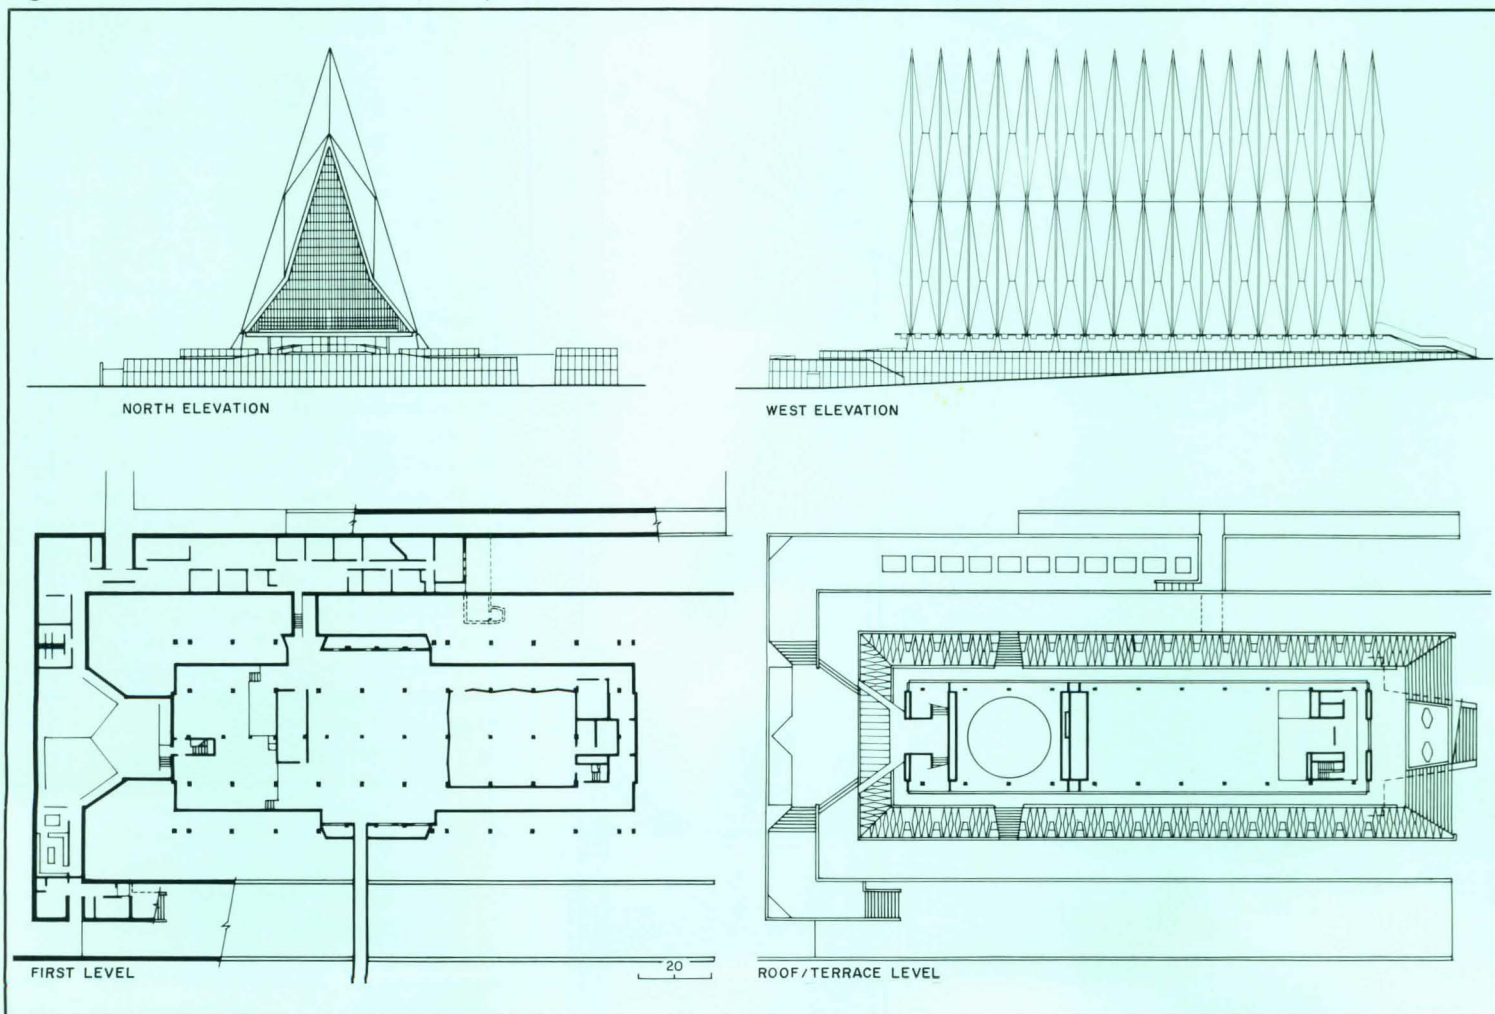 NORTH ELEVATION
WEST ELEVATION
FIRST LEVEL
20
ROOF/TERRACE LEVEL